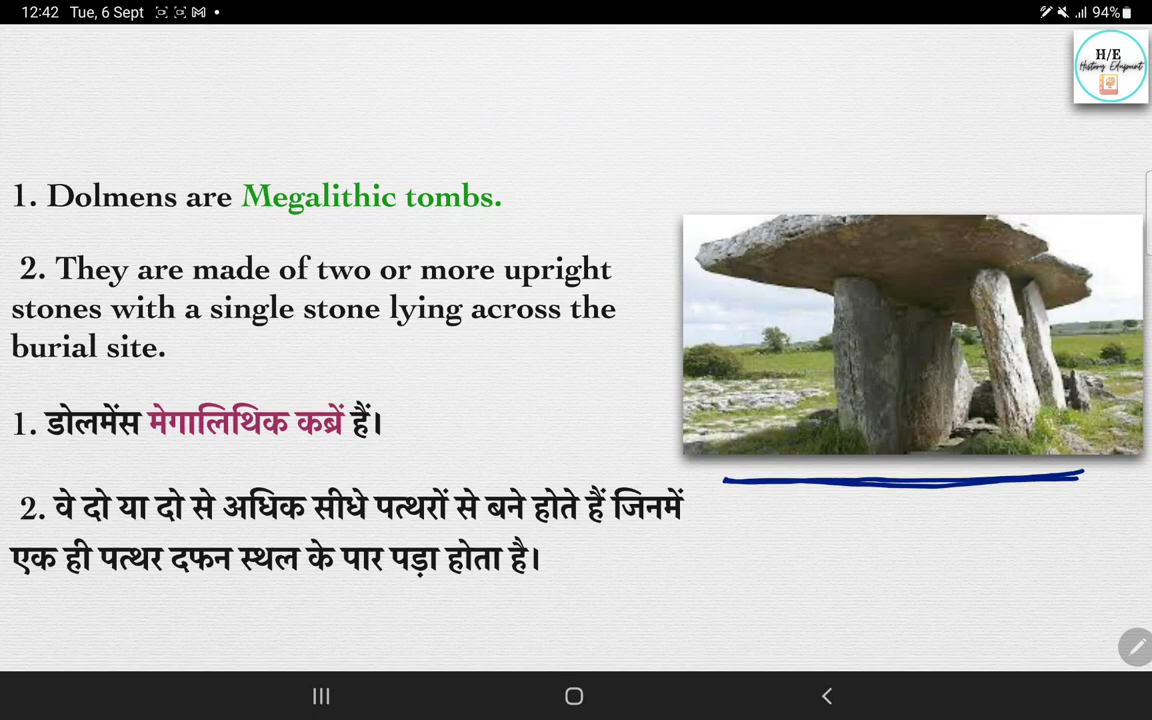 12:42 Tue, 6 Sept
94%
H/E
History Edupoint
1. Dolmens are Megalithic tombs.
2. They are made of two or more upright
stones with a single stone lying across the
burial site.
1. डोलमेंस मेगालिथिक कब्रें हैं।
2. वे दो या दो से अधिक सीधे पत्थरों से बने होते हैं जिनमें
एक ही पत्थर दफन स्थल के पार पड़ा होता है।